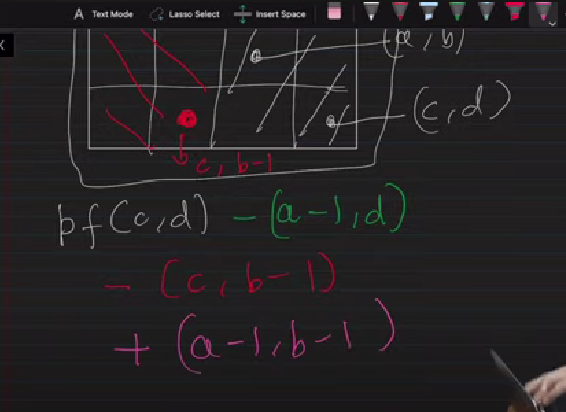 Text Mode Lasso Select Insert Space
(a, b)
(c, d)
c, b-1
pf(c, d) - (a-1, d)
- (c, b-1)
+ (a-1, b-1)